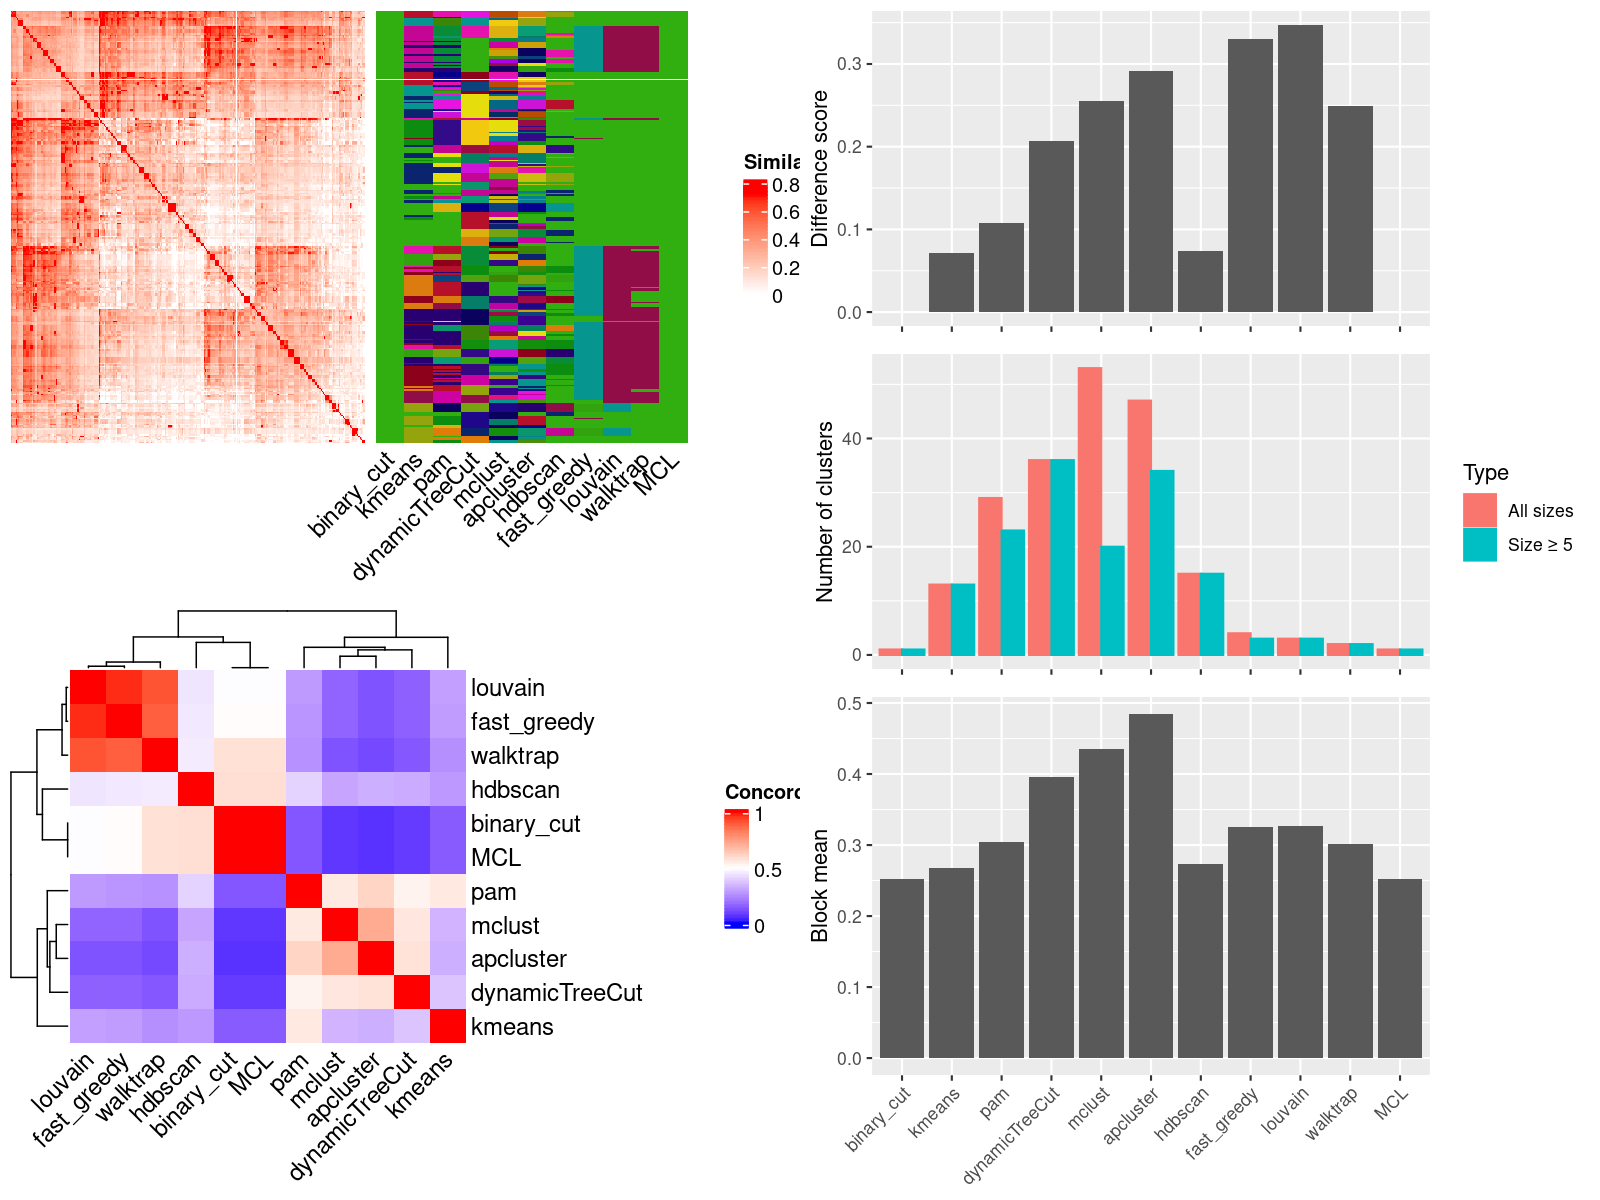 Simila
0.8
0.6
0.4
0.2
0
binary_cut
kmeans
pam
dynamicTreeCut
mclust
apcluster
hdbscan
fast_greedy
louvain
walktrap
MCL
louvain
fast_greedy
walktrap
hdbscan
binary_cut
MCL
pam
mclust
apcluster
dynamicTreeCut
kmeans
louvain
fast_greedy
walktrap
hdbscan
binary_cut
MCL
pam
mclust
apcluster
dynamicTreeCut
kmeans
Concord
1
0.5
0
Difference score
0.3
0.2
0.1
0.0
Number of clusters
40
20
0
Type
All sizes
Size ≥ 5
Block mean
0.5
0.4
0.3
0.2
0.1
0.0
binary_cut
kmeans
pam
dynamicTreeCut
mclust
apcluster
hdbscan
fast_greedy
louvain
walktrap
MCL